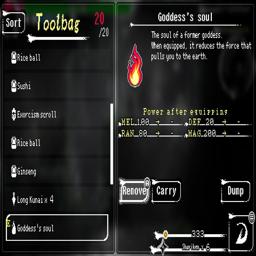 Sort
Toolbag
20
/20
Rice ball
Sushi
Exorcism scroll
Rice ball
Ginseng
Long Kunai x 4
E Goddess's soul
Goddess's soul
The soul of a former goddess.
When equipped, it reduces the force that
pulls you to the earth.
Power after equipping
MEL.100 → -
DEF.20 → -
RAN.80 → -
MAG.200 → -
Remove
Carry
Dump
333
Shuriken x 6